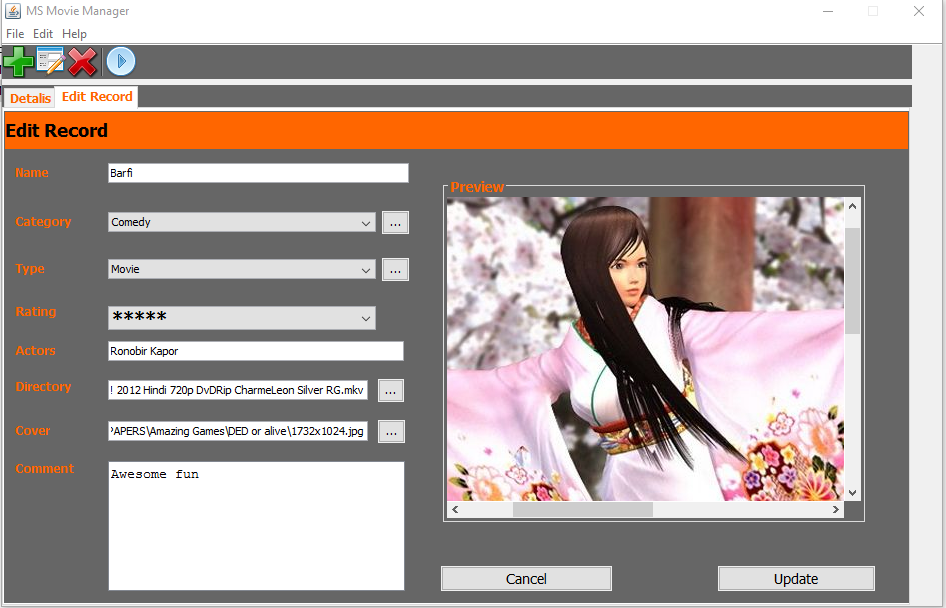 MS Movie Manager
File Edit Help
Detalis Edit Record
Edit Record
Name Barfi
Category Comedy ...
Type Movie ...
Rating *****
Actors Ronobir Kapor
Directory ! 2012 Hindi 720p DvDRip CharmeLeon Silver RG.mkv ...
Cover PAPERS\Amazing Games\DED or alive\1732x1024.jpg ...
Comment Awesome fun
Preview
Cancel Update